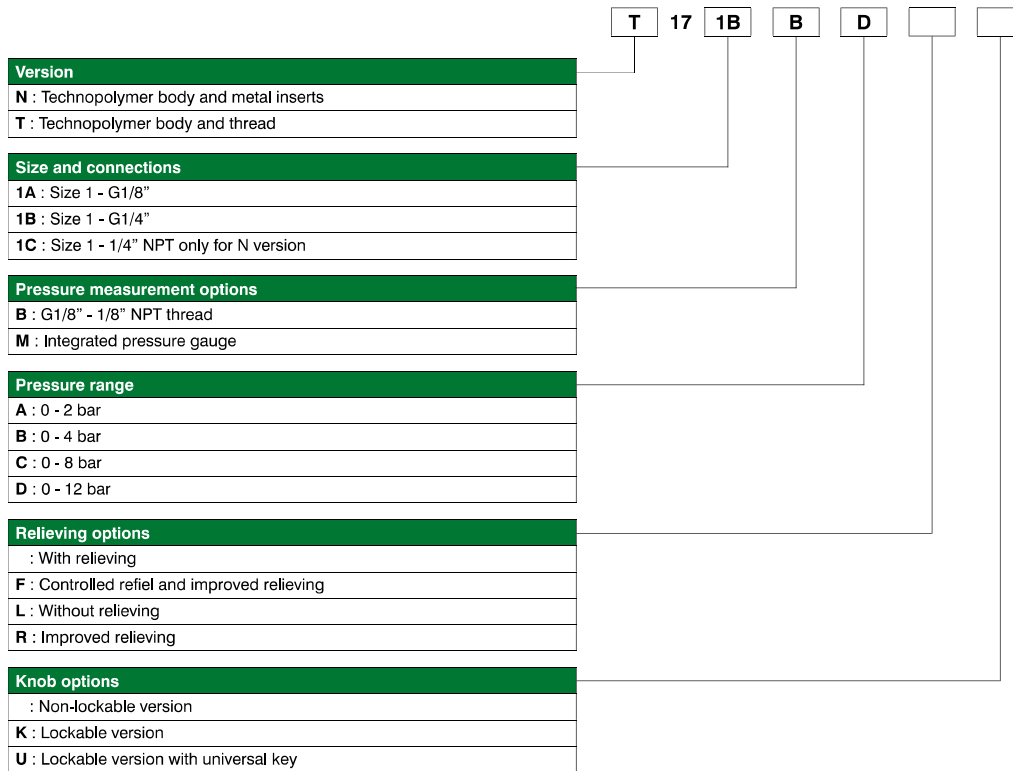 T 17 1B B D
Version
N : Technopolymer body and metal inserts
T : Technopolymer body and thread
Size and connections
1A : Size 1 - G1/8”
1B : Size 1 - G1/4”
1C : Size 1 - 1/4” NPT only for N version
Pressure measurement options
B : G1/8” - 1/8” NPT thread
M : Integrated pressure gauge
Pressure range
A : 0 - 2 bar
B : 0 - 4 bar
C : 0 - 8 bar
D : 0 - 12 bar
Relieving options
: With relieving
F : Controlled refiel and improved relieving
L : Without relieving
R : Improved relieving
Knob options
: Non-lockable version
K : Lockable version
U : Lockable version with universal key